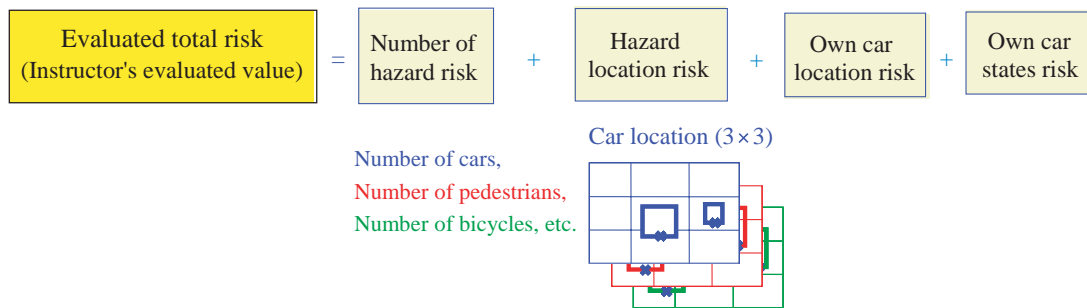 Evaluated total risk
(Instructor's evaluated value)
=
Number of
hazard risk
+
Hazard
location risk
+
Own car
location risk
+
Own car
states risk
Car location (3 × 3)
Number of cars,
Number of pedestrians,
Number of bicycles, etc.